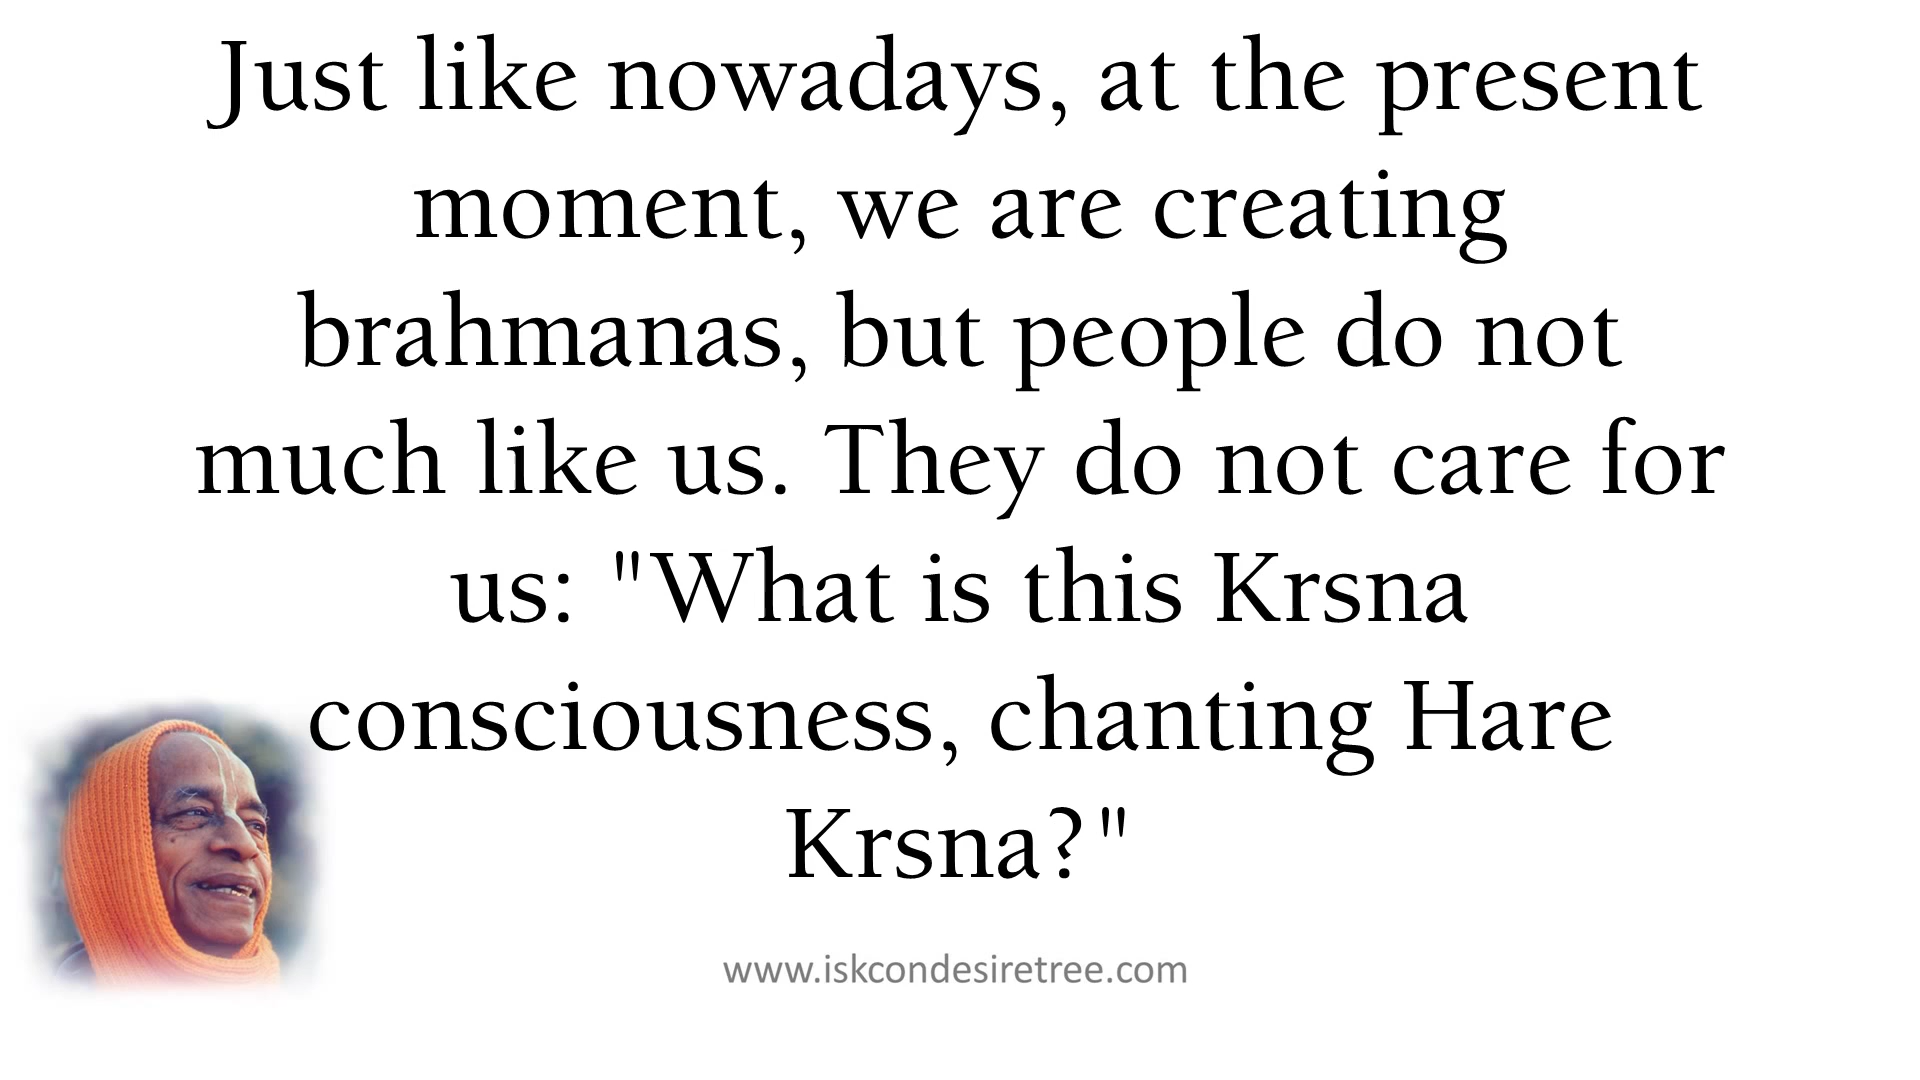 Just like nowadays, at the present
moment, we are creating
brahmanas, but people do not
much like us. They do not care for
us: "What is this Krsna
consciousness, chanting Hare
Krsna?"
www.iskcondesiretree.com